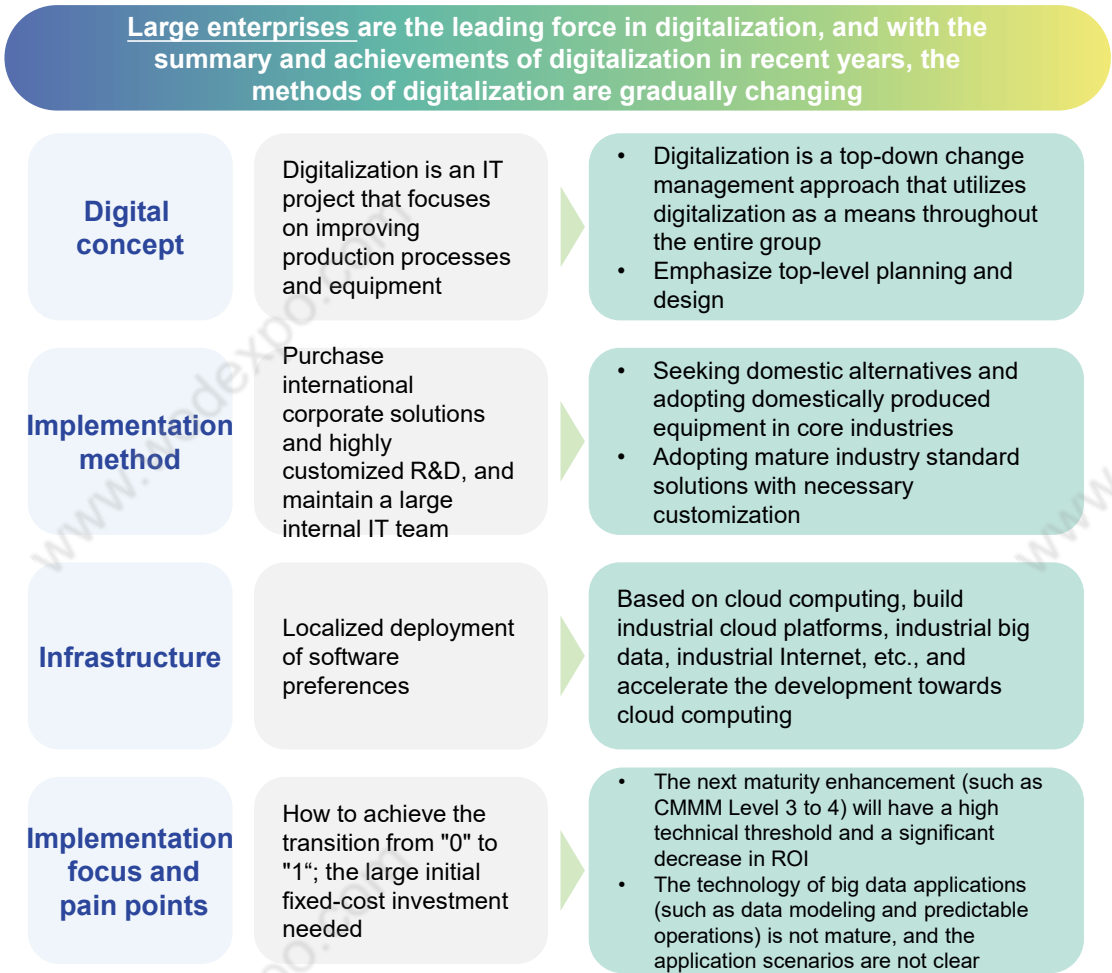 Large enterprises are the leading force in digitalization, and with the
summary and achievements of digitalization in recent years, the
methods of digitalization are gradually changing
Digital
concept
Digitalization is an IT
project that focuses
on improving
production processes
and equipment
• Digitalization is a top-down change
management approach that utilizes
digitalization as a means throughout
the entire group
• Emphasize top-level planning and
design
Implementation
method
Purchase
international
corporate solutions
and highly
customized R&D, and
maintain a large
internal IT team
• Seeking domestic alternatives and
adopting domestically produced
equipment in core industries
• Adopting mature industry standard
solutions with necessary
customization
Infrastructure
Localized deployment
of software
preferences
Based on cloud computing, build
industrial cloud platforms, industrial big
data, industrial Internet, etc., and
accelerate the development towards
cloud computing
Implementation
focus and
pain points
How to achieve the
transition from "0" to
"1“; the large initial
fixed-cost investment
needed
• The next maturity enhancement (such as
CMMM Level 3 to 4) will have a high
technical threshold and a significant
decrease in ROI
• The technology of big data applications
(such as data modeling and predictable
operations) is not mature, and the
application scenarios are not clear